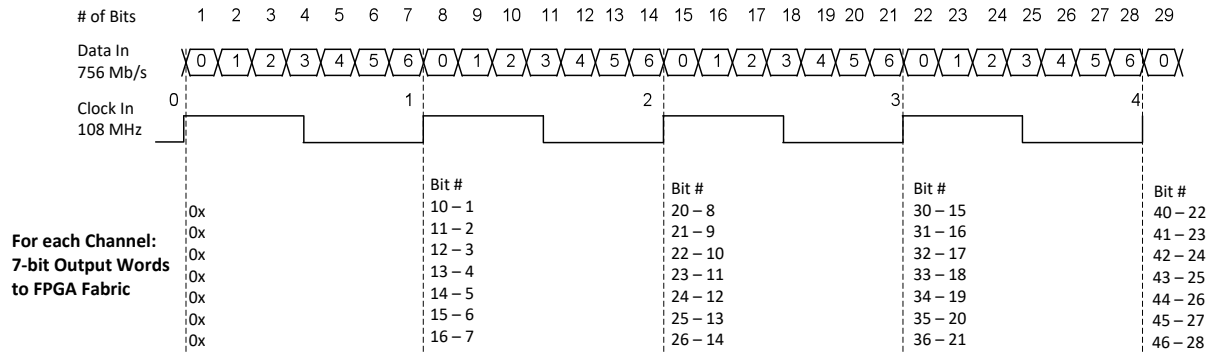 # of Bits 1 2 3 4 5 6 7 8 9 10 11 12 13 14 15 16 17 18 19 20 21 22 23 24 25 26 27 28 29
Data In
756 Mb/s
0 1 2 3 4 5 6 0 1 2 3 4 5 6 0 1 2 3 4 5 6 0 1 2 3 4 5 6 0
Clock In
108 MHz
0 1 2 3 4
For each Channel:
7-bit Output Words
to FPGA Fabric
0x
0x
0x
0x
0x
0x
0x
Bit #
10 – 1
11 – 2
12 – 3
13 – 4
14 – 5
15 – 6
16 – 7
Bit #
20 – 8
21 – 9
22 – 10
23 – 11
24 – 12
25 – 13
26 – 14
Bit #
30 – 15
31 – 16
32 – 17
33 – 18
34 – 19
35 – 20
36 – 21
Bit #
40 – 22
41 – 23
42 – 24
43 – 25
44 – 26
45 – 27
46 – 28